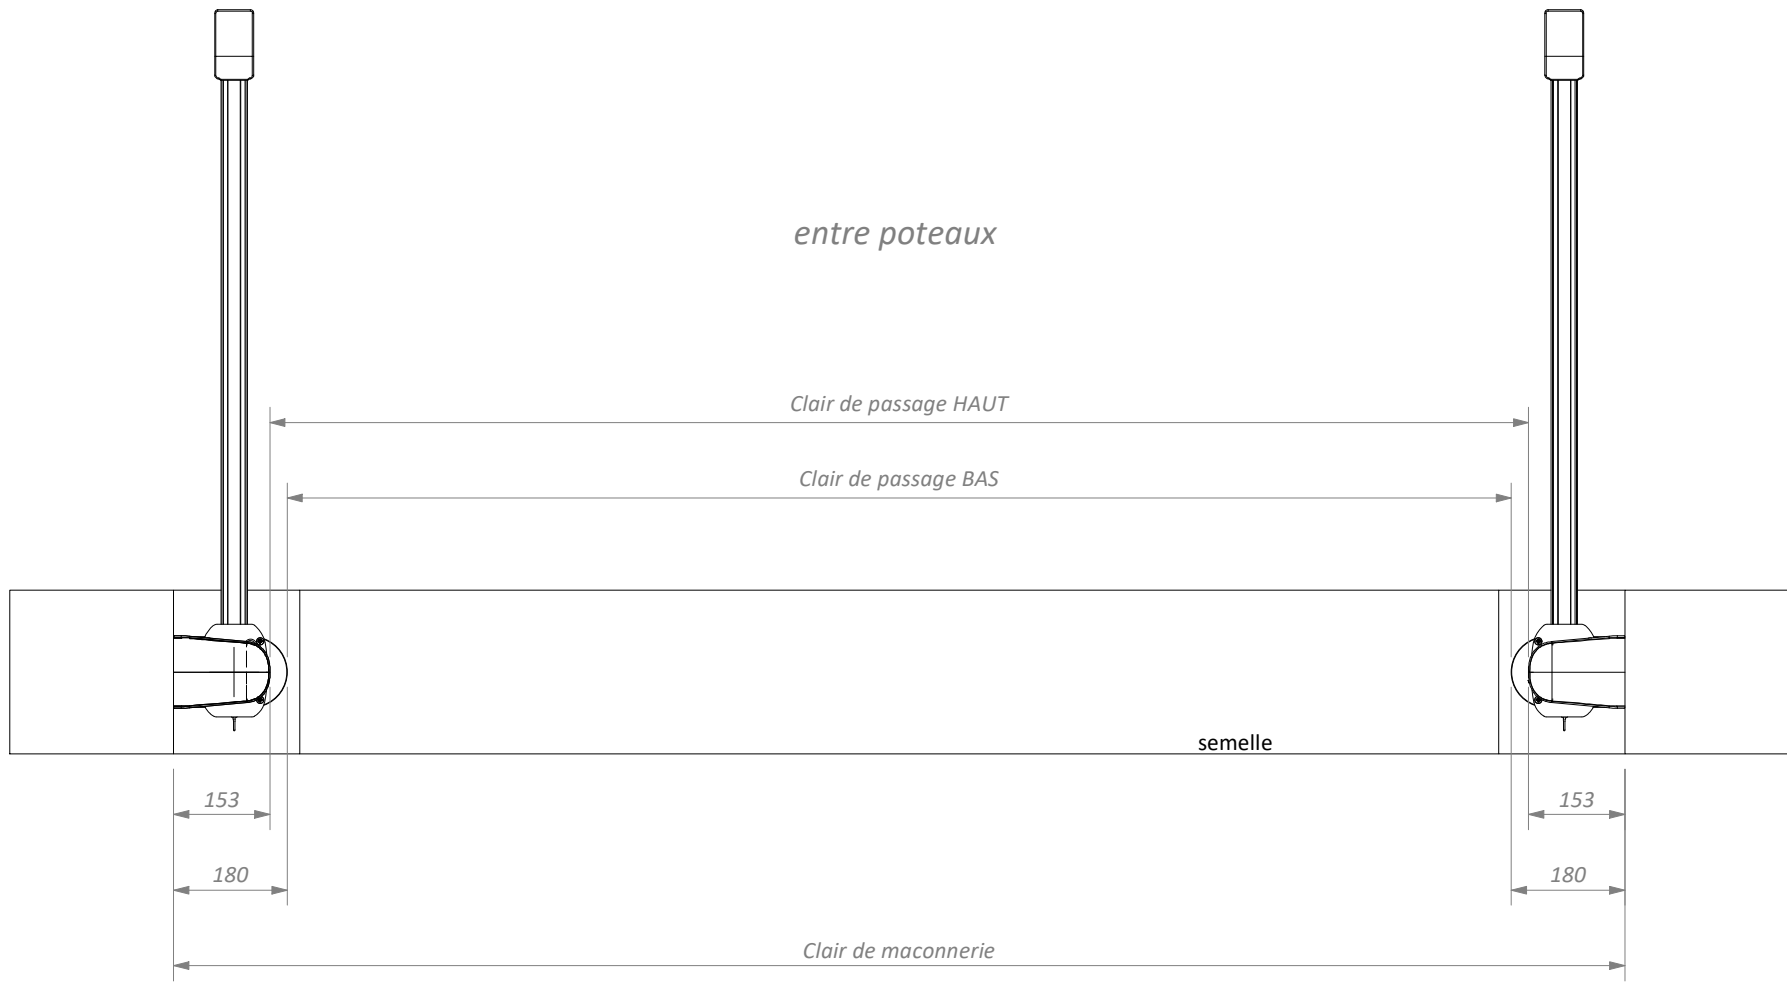 entre poteaux
Clair de passage HAUT
Clair de passage BAS
semelle
153
153
180
180
Clair de maconnerie